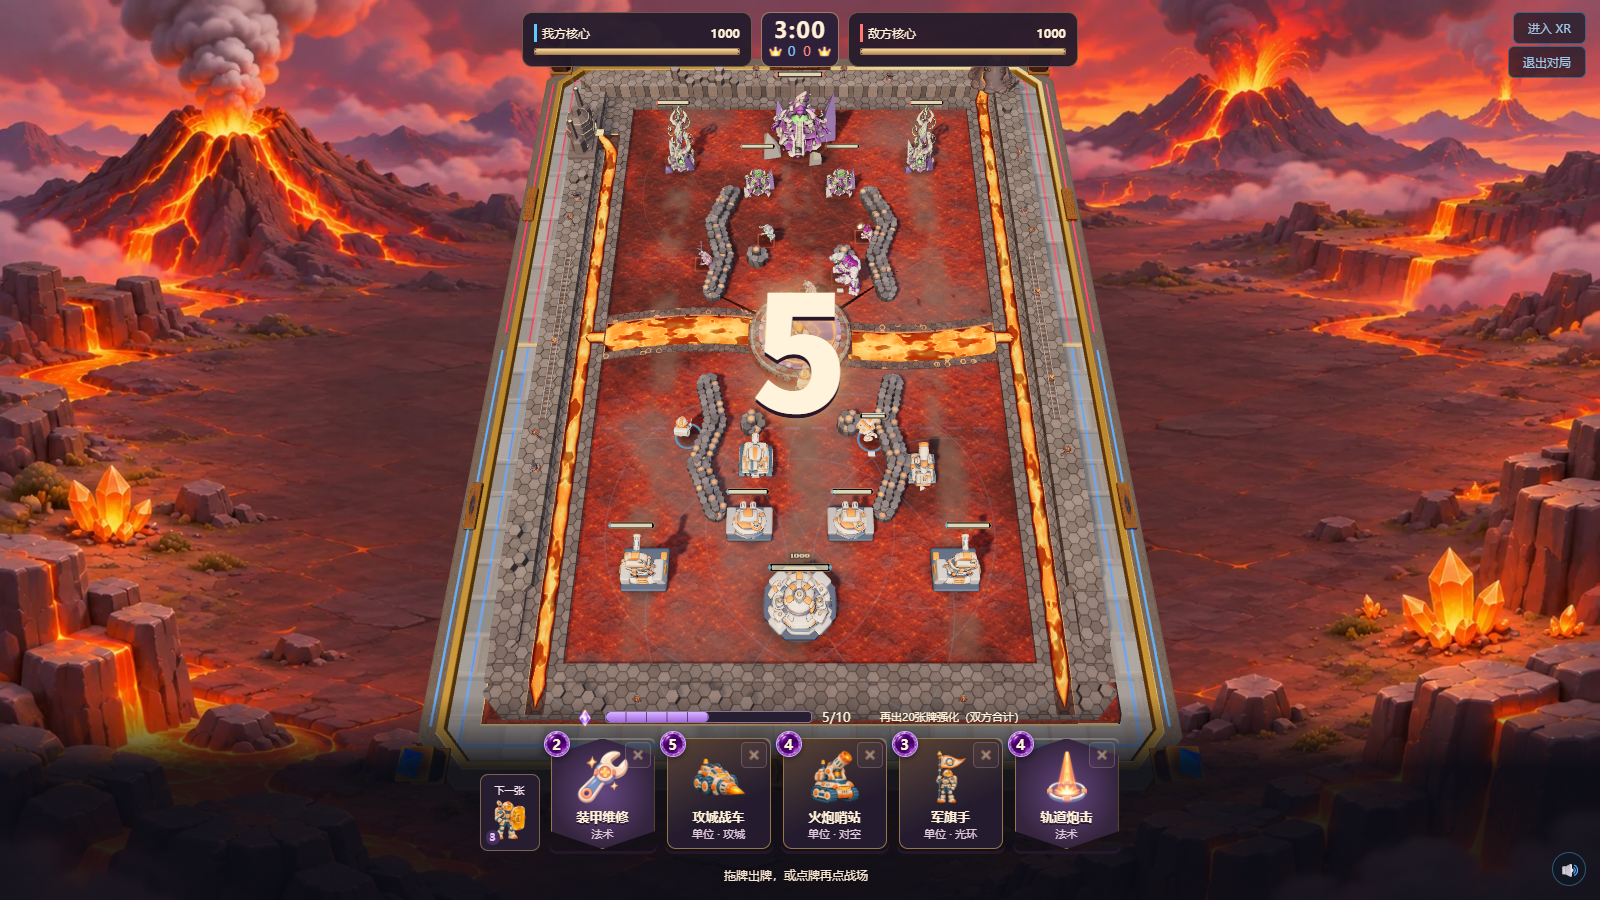 我方核心 1000
3:00
0 0
敌方核心 1000
进入 XR
退出对局
5
1000
5/10
再出20张牌强化（双方合计）
下一张
3
2
装甲维修
法术
5
攻城战车
单位 · 攻城
4
火炮哨站
单位 · 对空
3
军旗手
单位 · 光环
4
轨道炮击
法术
拖牌出牌，或点牌再点战场